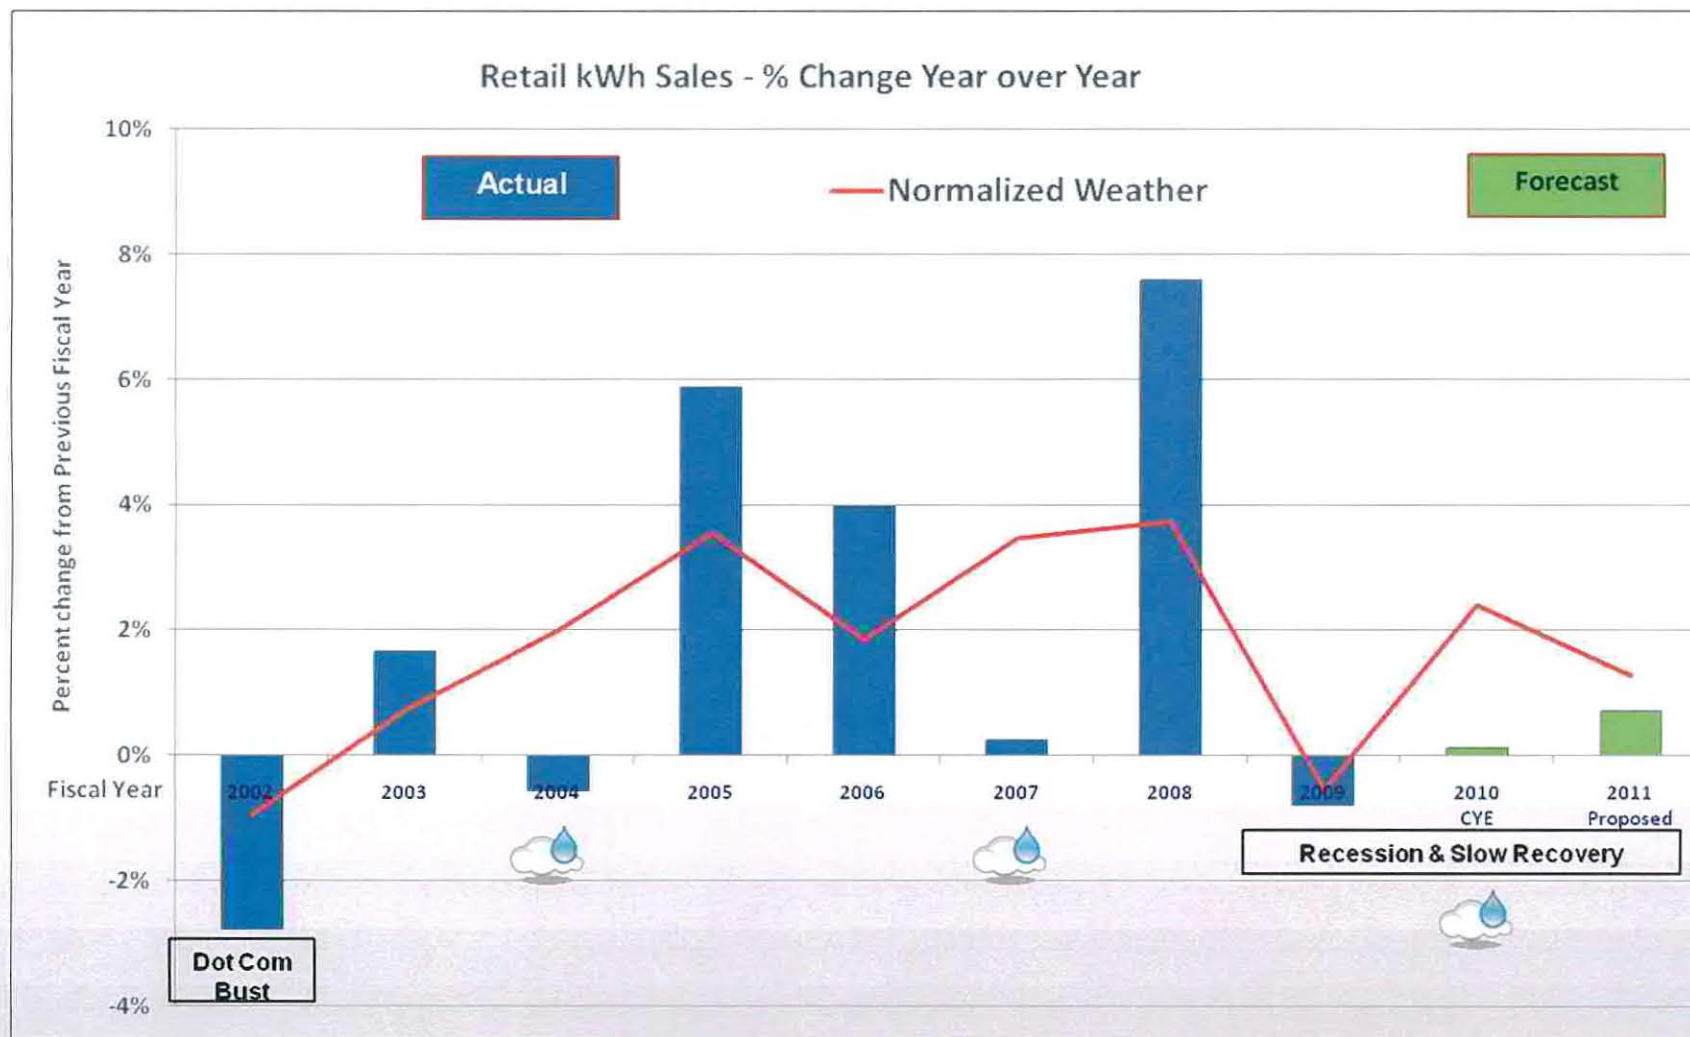 Retail kWh Sales - % Change Year over Year
10%
Actual
Normalized Weather
Forecast
8%
6%
4%
2%
0%
-2%
-4%
Percent change from Previous Fiscal Year
Fiscal Year
2002
2003
2004
2005
2006
2007
2008
2009
2010
CYE
2011
Proposed
Recession & Slow Recovery
Dot Com
Bust